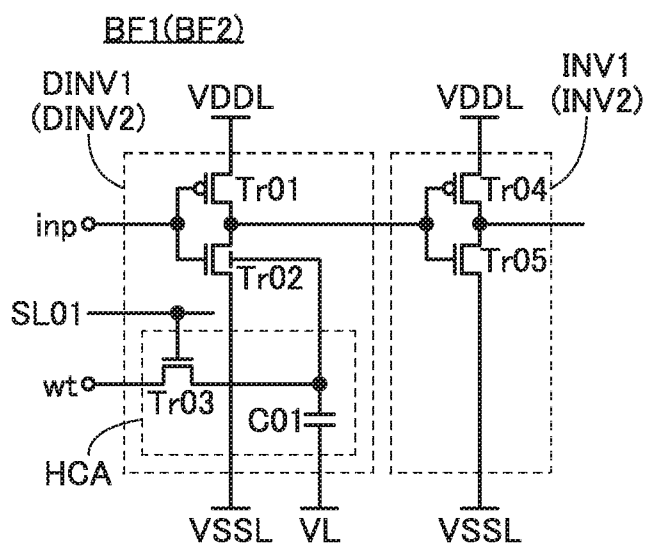 BF1(BF2)
DINV1
(DINV2)
VDDL
VDDL
INV1
(INV2)
Tr01
Tr04
inp
Tr02
Tr05
SL01
wt
Tr03
C01
HCA
VSSL
VL
VSSL